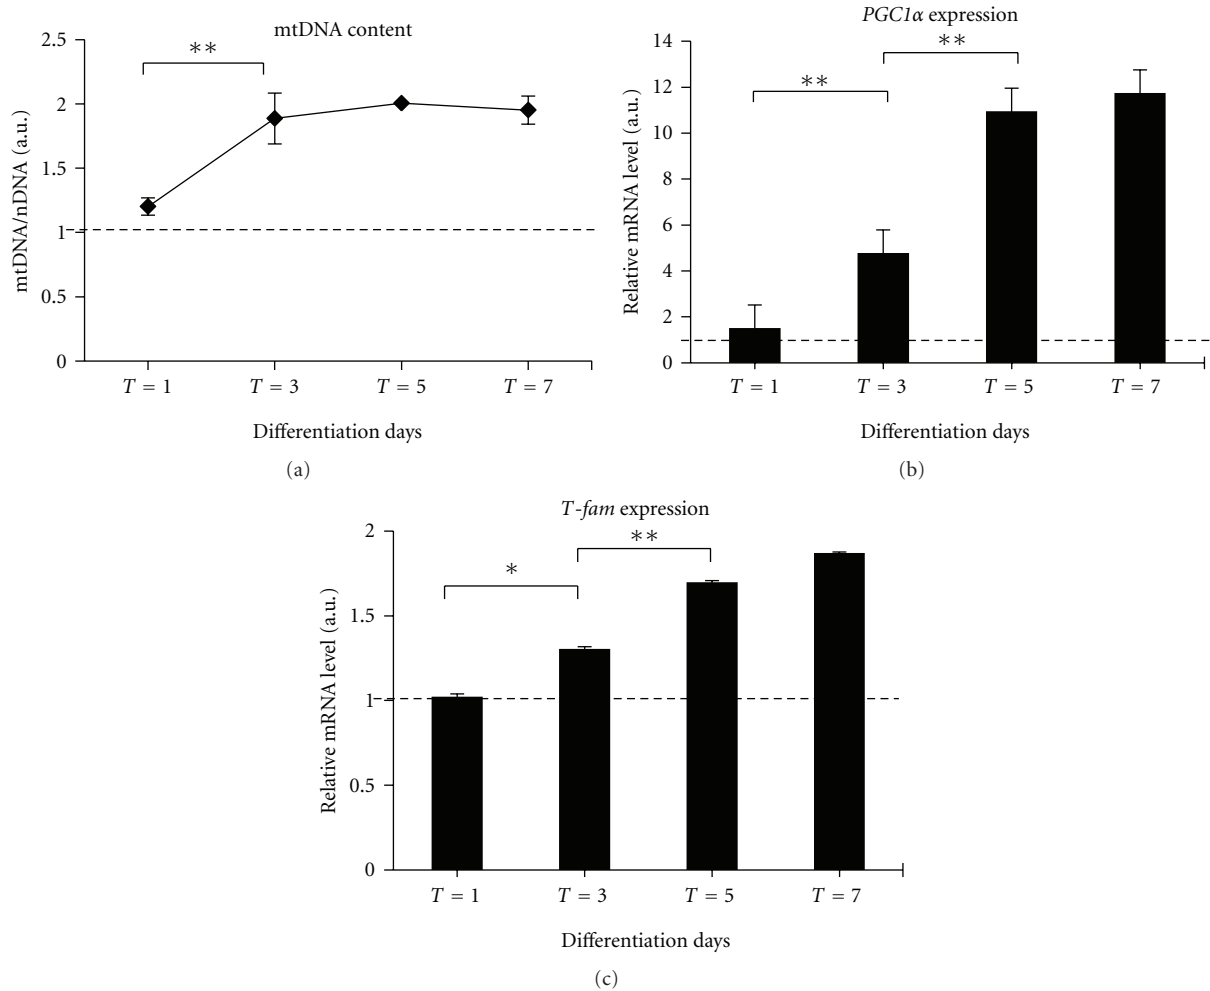 mtDNA content
mtDNA/nDNA (a.u.)
2.5
2
1.5
1
0.5
0
**
T = 1
T = 3
T = 5
T = 7
Differentiation days
(a)
PGC1α expression
Relative mRNA level (a.u.)
14
12
10
8
6
4
2
0
**
**
T = 1
T = 3
T = 5
T = 7
Differentiation days
(b)
T-fam expression
Relative mRNA level (a.u.)
2
1.5
1
0.5
0
*
**
T = 1
T = 3
T = 5
T = 7
Differentiation days
(c)